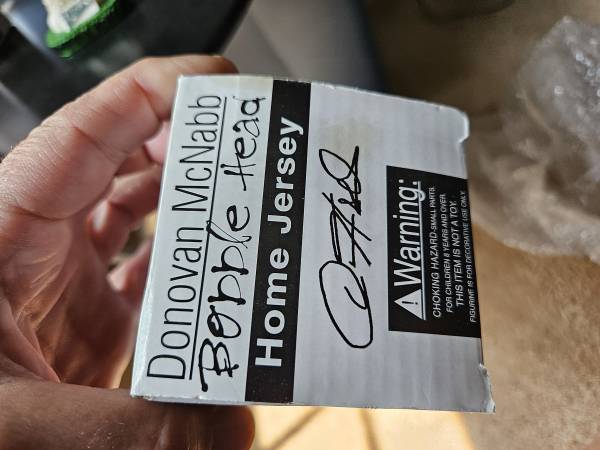 Donovan McNabb
Bobble Head
Home Jersey
Warning:
CHOKING HAZARD-SMALL PARTS.
FOR CHILDREN 8 YEARS AND OVER.
THIS ITEM IS NOT A TOY.
FIGURINE IS FOR DECORATIVE USE ONLY.